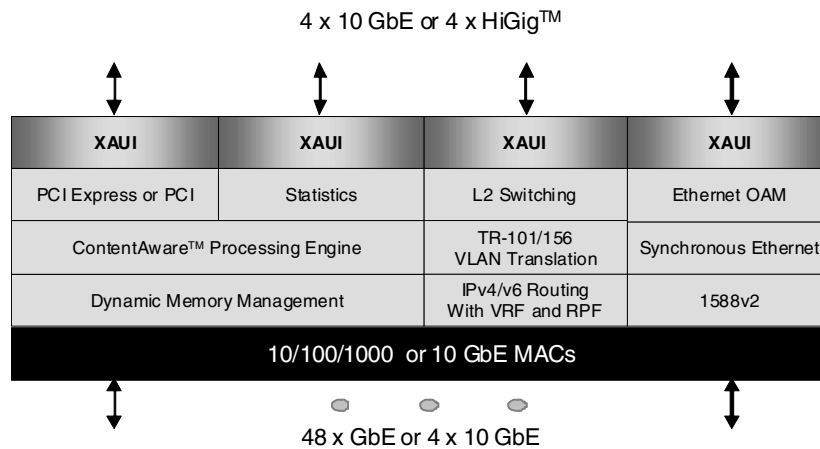 4 x 10 GbE or 4 x HiGig™
XAUI XAUI XAUI XAUI
PCI Express or PCI Statistics L2 Switching Ethernet OAM
ContentAware™ Processing Engine
TR-101/156
VLAN Translation
Synchronous Ethernet
Dynamic Memory Management
IPv4/v6 Routing
With VRF and RPF
1588v2
10/100/1000 or 10 GbE MACs
48 x GbE or 4 x 10 GbE